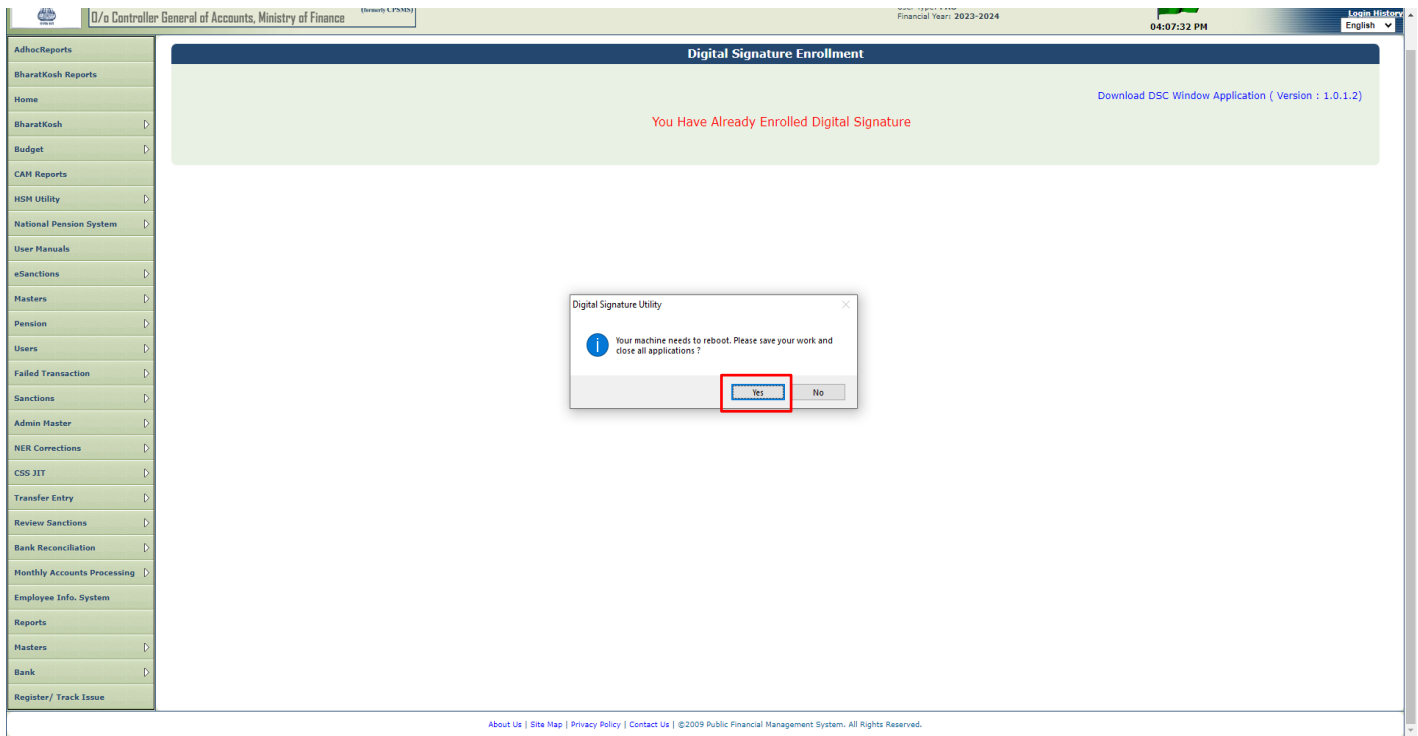 O/o Controller General of Accounts, Ministry of Finance
(formerly CPSMS)
Financial Year: 2023-2024
04:07:32 PM
Login History
English
AdhocReports
BharatKosh Reports
Home
BharatKosh
Budget
CAM Reports
HSM Utility
National Pension System
User Manuals
eSanctions
Masters
Pension
Users
Failed Transaction
Sanctions
Admin Master
NER Corrections
CSS JIT
Transfer Entry
Review Sanctions
Bank Reconciliation
Monthly Accounts Processing
Employee Info. System
Reports
Masters
Bank
Register/ Track Issue
Digital Signature Enrollment
Download DSC Window Application ( Version : 1.0.1.2)
You Have Already Enrolled Digital Signature
Digital Signature Utility
Your machine needs to reboot. Please save your work and
close all applications ?
Yes No
About Us | Site Map | Privacy Policy | Contact Us | ©2009 Public Financial Management System. All Rights Reserved.